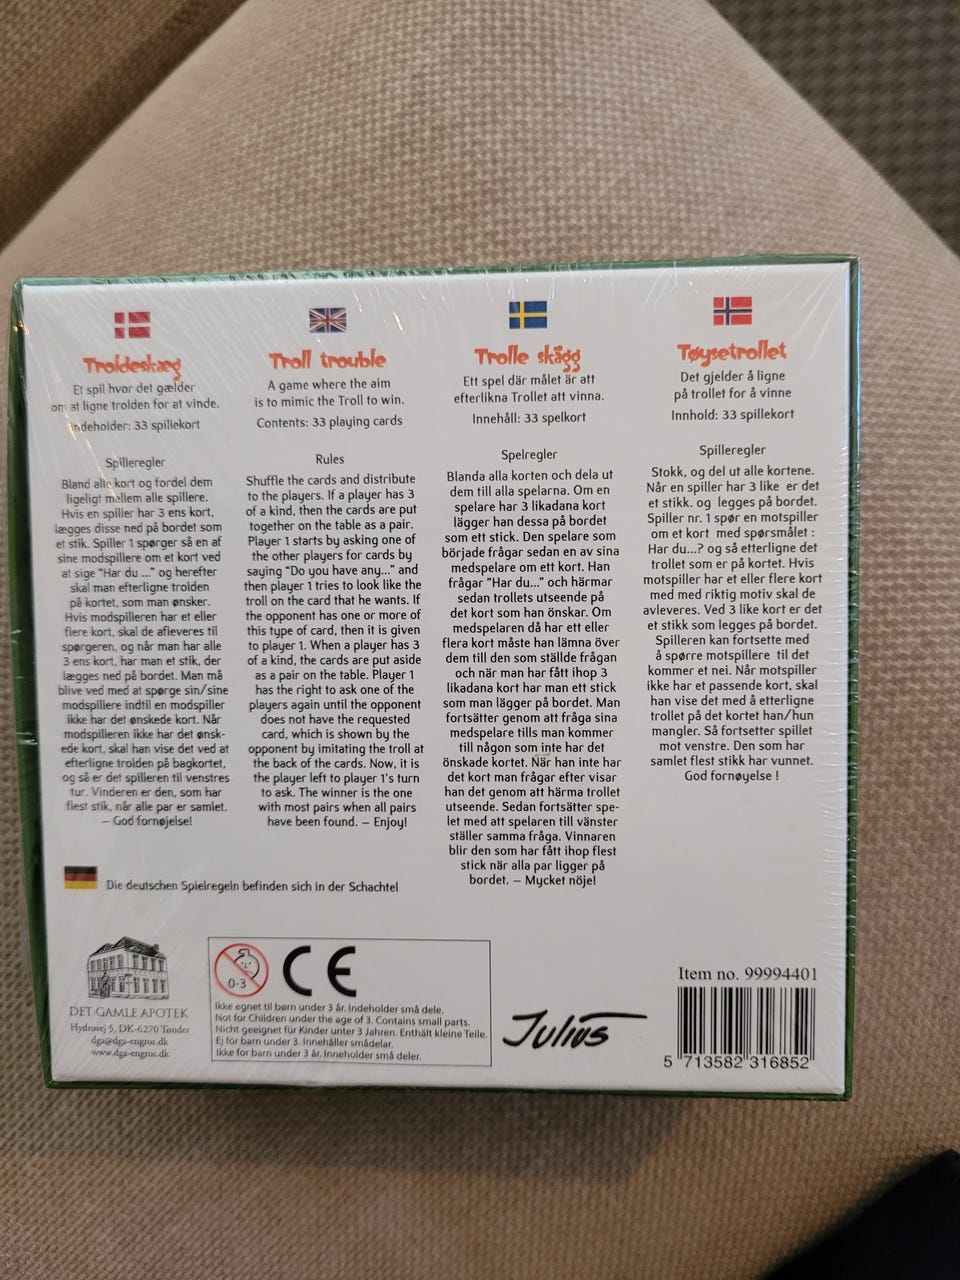 Troldeskæg
Et spil hvor det gælder
om at ligne trolden for at vinde.
Indeholder: 33 spillekort
Spilleregler
Bland alle kort og fordel dem
ligeligt mellem alle spillere.
Hvis en spiller har 3 ens kort,
lægges disse ned på bordet som
et stik. Spiller 1 spørger så en af
sine modspillere om et kort ved
at sige "Har du ..." og herefter
skal man efterligne trolden
på kortet, som man ønsker.
Hvis modspilleren har et eller
flere kort, skal de afleveres til
spørgeren, og når man har alle
3 ens kort, har man et stik, der
lægges ned på bordet. Man må
blive ved med at spørge sin/sine
modspillere indtil en modspiller
ikke har det ønskede kort. Når
modspilleren ikke har det ønsk-
ede kort, skal han vise det ved at
efterligne trolden på bagkortet,
og så er det spilleren til venstres
tur. Vinderen er den, som har
flest stik, når alle par er samlet.
– God fornøjelse!
Troll trouble
A game where the aim
is to mimic the Troll to win.
Contents: 33 playing cards
Rules
Shuffle the cards and distribute
to the players. If a player has 3
of a kind, then the cards are put
together on the table as a pair.
Player 1 starts by asking one of
the other players for cards by
saying "Do you have any..." and
then player 1 tries to look like the
troll on the card that he wants. If
the opponent has one or more of
this type of card, then it is given
to player 1. When a player has 3
of a kind, the cards are put aside
as a pair on the table. Player 1
has the right to ask one of the
players again until the opponent
does not have the requested
card, which is shown by the
opponent by imitating the troll at
the back of the cards. Now, it is
the player left to player 1's turn
to ask. The winner is the one
with most pairs when all pairs
have been found. – Enjoy!
Trolle skägg
Ett spel där målet är att
efterlikna Trollet att vinna.
Innehåll: 33 spelkort
Spelregler
Blanda alla korten och dela ut
dem till alla spelarna. Om en
spelare har 3 likadana kort
lägger han dessa på bordet
som ett stick. Den spelare som
började frågar sedan en av sina
medspelare om ett kort. Han
frågar "Har du..." och härmar
sedan trollets utseende på
det kort som han önskar. Om
medspelaren då har ett eller
flera kort måste han lämna över
dem till den som ställde frågan
och när man har fått ihop 3
likadana kort har man ett stick
som man lägger på bordet. Man
fortsätter genom att fråga sina
medspelare tills man kommer
till någon som inte har det
önskade kortet. När han inte har
det kort man frågar efter visar
han det genom att härma trollet
utseende. Sedan fortsätter spe-
let med att spelaren till vänster
ställer samma fråga. Vinnaren
blir den som har fått ihop flest
stick när alla par ligger på
bordet. – Mycket nöje!
Tøysetrollet
Det gjelder å ligne
på trollet for å vinne
Innhold: 33 spillekort
Spilleregler
Stokk, og del ut alle kortene.
Når en spiller har 3 like er det
et stikk. og legges på bordet.
Spiller nr. 1 spør en motspiller
om et kort med spørsmålet :
Har du...? og så etterligne det
trollet som er på kortet. Hvis
motspiller har et eller flere kort
med med riktig motiv skal de
avleveres. Ved 3 like kort er det
et stikk som legges på bordet.
Spilleren kan fortsette med
å spørre motspillere til det
kommer et nei. Når motspiller
ikke har et passende kort, skal
han vise det med å etterligne
trollet på det kortet han/hun
mangler. Så fortsetter spillet
mot venstre. Den som har
samlet flest stikk har vunnet.
God fornøyelse !
Die deutschen Spielregeln befinden sich in der Schachtel
DET GAMLE APOTEK
Hydrovej 5, DK-6270 Tønder
dga@dga-engros.dk
www.dga-engros.dk
0-3
CE
Ikke egnet til børn under 3 år. Indeholder små dele.
Not for Children under the age of 3. Contains small parts.
Nicht geeignet für Kinder unter 3 Jahren. Enthält kleine Teile.
Ej för barn under 3. Innehåller smådelar.
Ikke for barn under 3 år. Inneholder små deler.
Julius
Item no. 99994401
5 713582 316852